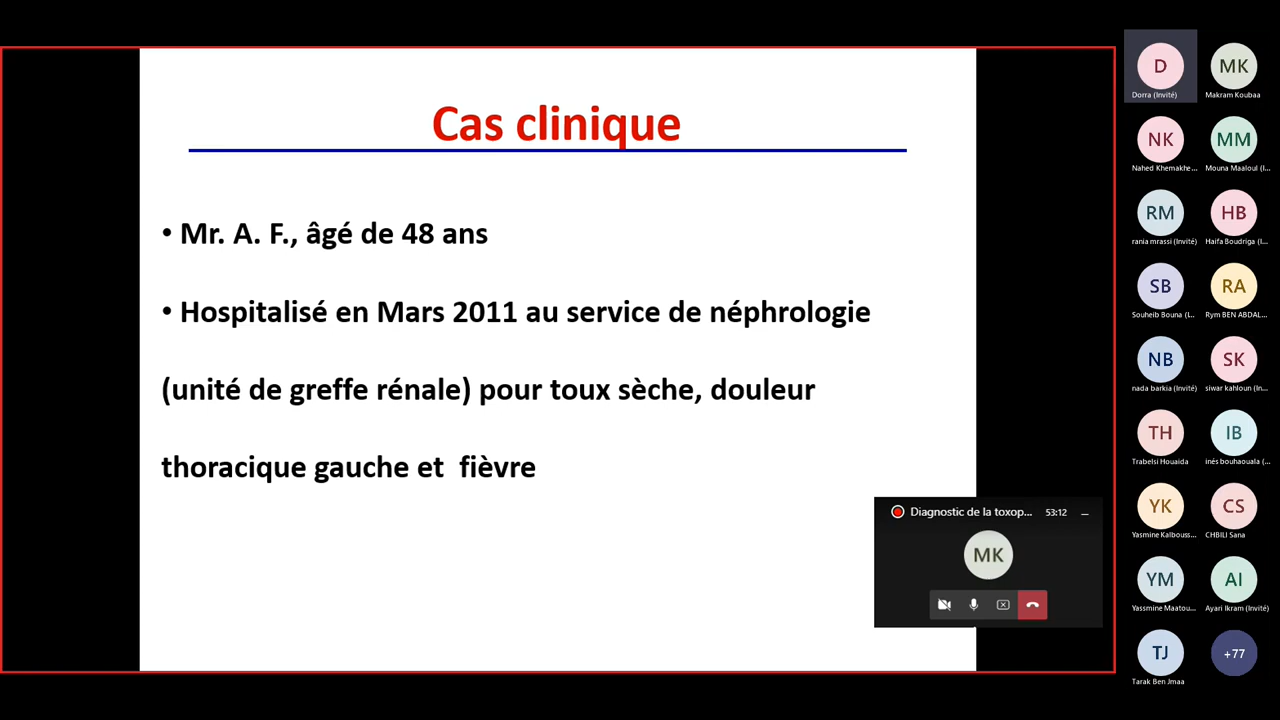 Cas clinique
• Mr. A. F., âgé de 48 ans
• Hospitalisé en Mars 2011 au service de néphrologie
(unité de greffe rénale) pour toux sèche, douleur
thoracique gauche et fièvre
Diagnostic de la toxop... 53:12
MK
D MK
Dorra (Invité) Makram Koubaa
NK MM
Nahed Khemakhe... Mouna Maaloul (I...
RM HB
rania mrassi (Invité) Haifa Boudriga (I...
SB RA
Souheib Bouna (I... Rym BEN ABDAL...
NB SK
nada barkia (Invité) siwar kahloun (In...
TH IB
Trabelsi Houaida inés bouhaouala (...
YK CS
Yasmine Kalbouss... CHBILI Sana
YM AI
Yassmine Maatou... Ayari Ikram (Invité)
TJ +77
Tarak Ben Jmaa